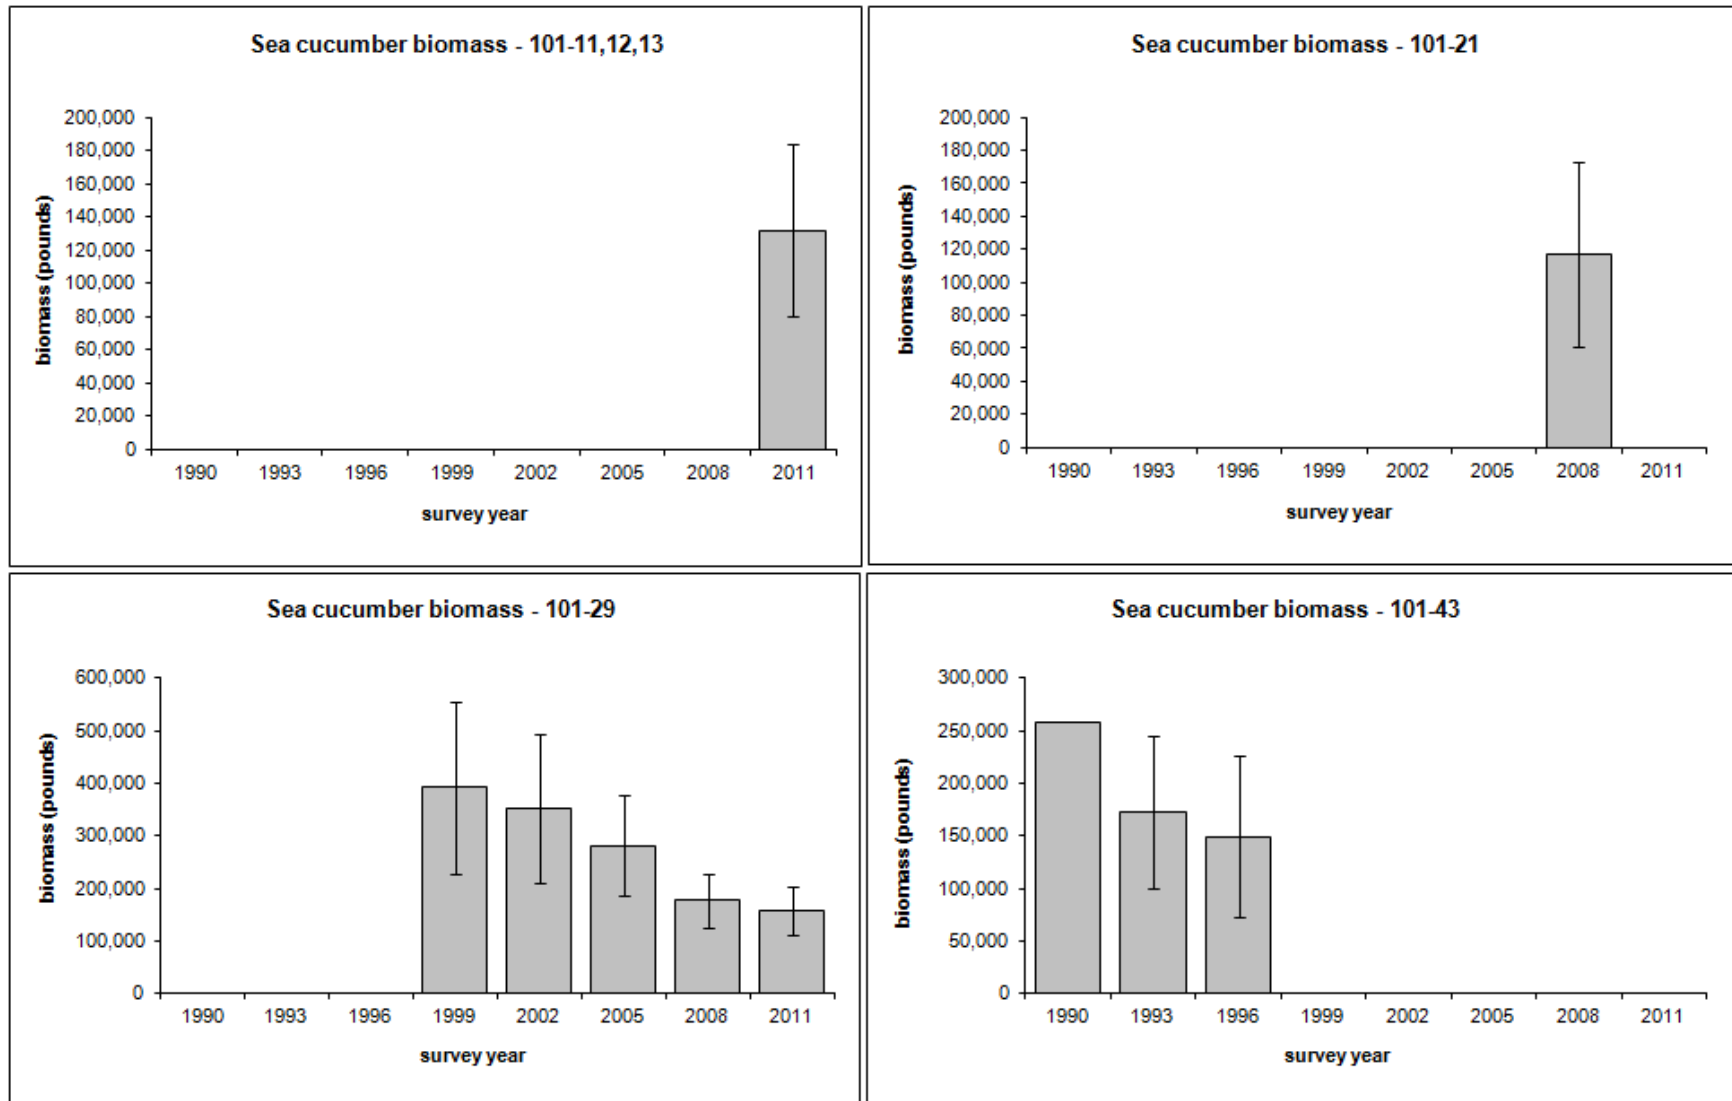 Sea cucumber biomass - 101-11,12,13
200,000
180,000
160,000
140,000
120,000
100,000
80,000
60,000
40,000
20,000
0
biomass (pounds)
1990 1993 1996 1999 2002 2005 2008 2011
survey year
Sea cucumber biomass - 101-21
200,000
180,000
160,000
140,000
120,000
100,000
80,000
60,000
40,000
20,000
0
biomass (pounds)
1990 1993 1996 1999 2002 2005 2008 2011
survey year
Sea cucumber biomass - 101-29
600,000
500,000
400,000
300,000
200,000
100,000
0
biomass (pounds)
1990 1993 1996 1999 2002 2005 2008 2011
survey year
Sea cucumber biomass - 101-43
300,000
250,000
200,000
150,000
100,000
50,000
0
biomass (pounds)
1990 1993 1996 1999 2002 2005 2008 2011
survey year